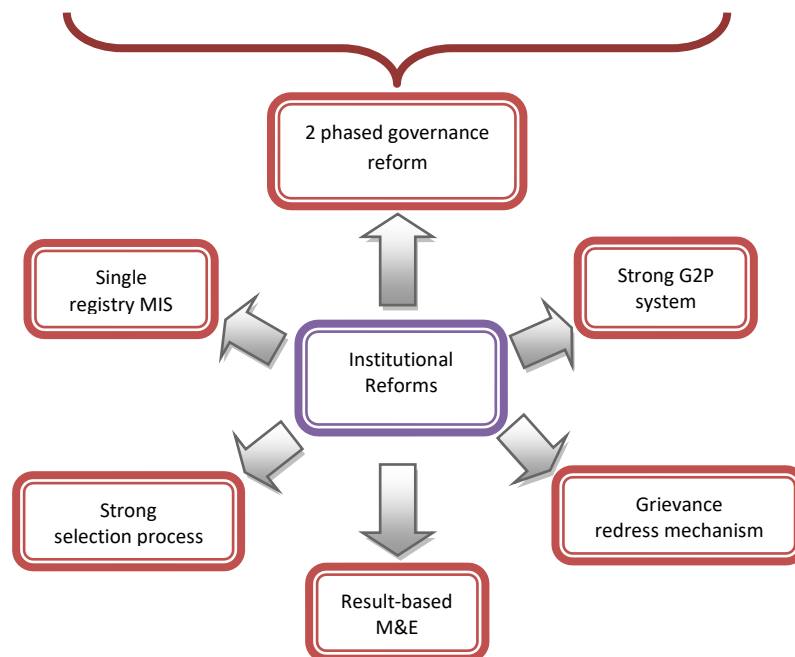 2 phased governance
reform
Single
registry MIS
Strong G2P
system
Institutional
Reforms
Strong
selection process
Grievance
redress mechanism
Result-based
M&E